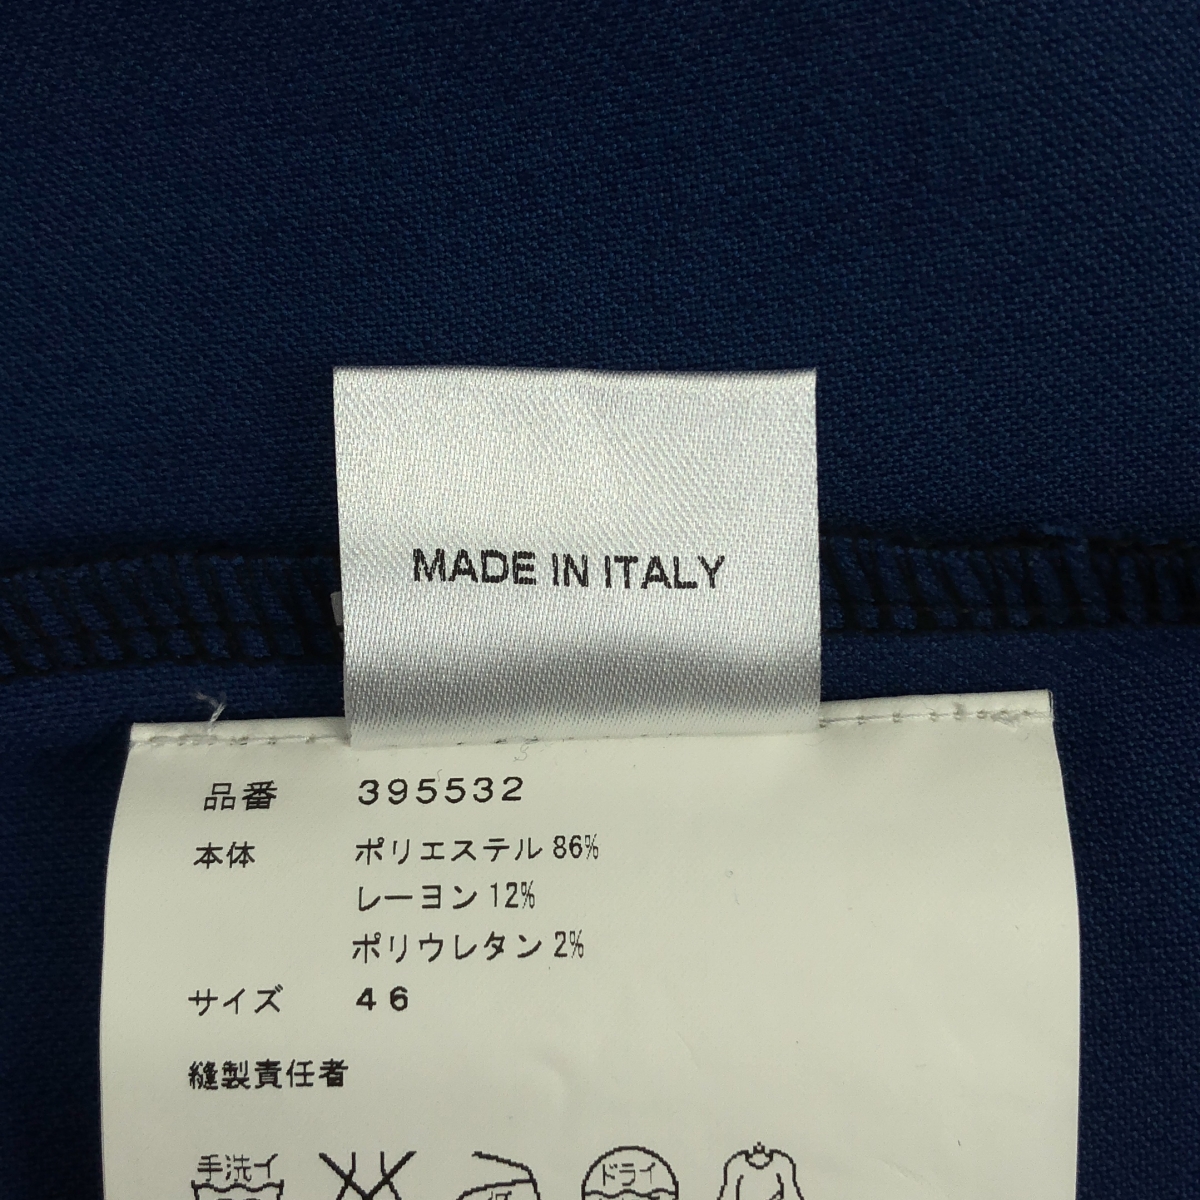 MADE IN ITALY
品番 395532
本体 ポリエステル 86%
レーヨン 12%
ポリウレタン 2%
サイズ 46
縫製責任者
手洗イ 低 ドライ